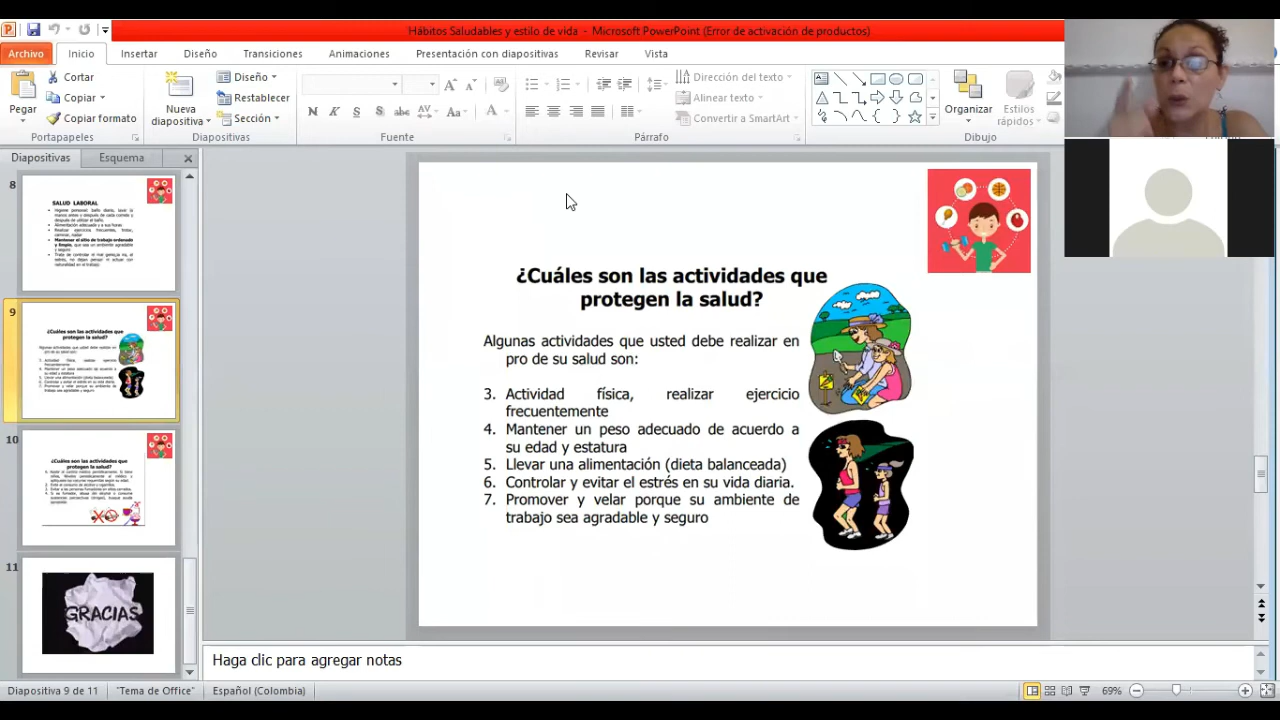 Hábitos Saludables y estilo de vida - Microsoft PowerPoint (Error de activación de productos)
Archivo Inicio Insertar Diseño Transiciones Animaciones Presentación con diapositivas Revisar Vista
Pegar
Cortar
Copiar
Copiar formato
Portapapeles
Nueva
diapositiva
Diseño
Restablecer
Sección
Diapositivas
N K S abc AV Aa A
Fuente
Dirección del texto
Alinear texto
Convertir a SmartArt
Párrafo
Organizar
Estilos
rápidos
Dibujo
Diapositivas Esquema
8
SALUD LABORAL
9
¿Cuáles son las actividades que
protegen la salud?
10
¿Cuáles son las actividades que
protegen la salud?
11
GRACIAS
¿Cuáles son las actividades que
protegen la salud?
Algunas actividades que usted debe realizar en
pro de su salud son:
3. Actividad física, realizar ejercicio
frecuentemente
4. Mantener un peso adecuado de acuerdo a
su edad y estatura
5. Llevar una alimentación (dieta balanceada)
6. Controlar y evitar el estrés en su vida diaria.
7. Promover y velar porque su ambiente de
trabajo sea agradable y seguro
Haga clic para agregar notas
Diapositiva 9 de 11 "Tema de Office" Español (Colombia) 69%